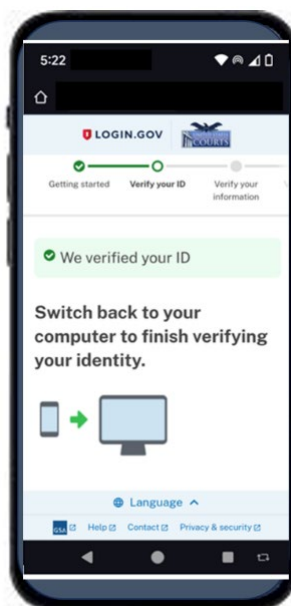 5:22
LOGIN.GOV COURTS
Getting started Verify your ID Verify your
information
We verified your ID
Switch back to your
computer to finish verifying
your identity.
Language
GSA Help Contact Privacy & security